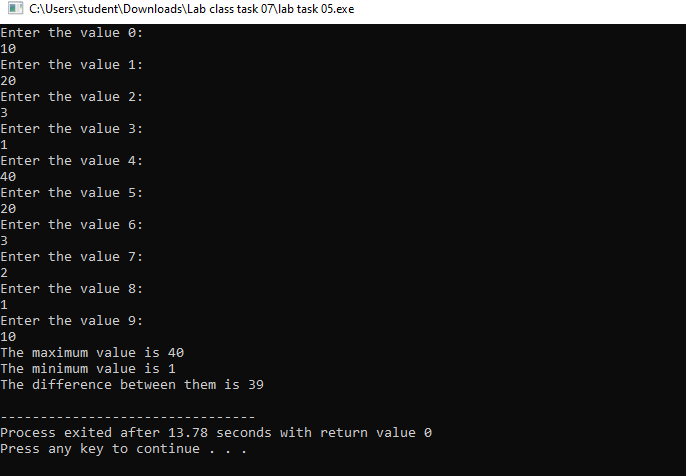 C:\Users\student\Downloads\Lab class task 07\lab task 05.exe
Enter the value 0:
10
Enter the value 1:
20
Enter the value 2:
3
Enter the value 3:
1
Enter the value 4:
40
Enter the value 5:
20
Enter the value 6:
3
Enter the value 7:
2
Enter the value 8:
1
Enter the value 9:
10
The maximum value is 40
The minimum value is 1
The difference between them is 39
--------------------------------
Process exited after 13.78 seconds with return value 0
Press any key to continue . . .